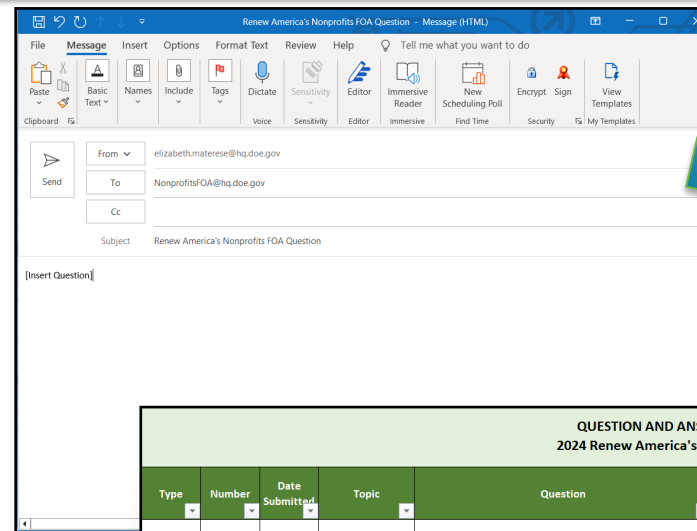 Renew America's Nonprofits FOA Question - Message (HTML)
File Message Insert Options Format Text Review Help Tell me what you want to do
Paste
Basic Text
Names
Include
Tags
Dictate
Sensitivity
Editor
Immersive Reader
New Scheduling Poll
Encrypt
Sign
View Templates
Clipboard Voice Sensitivity Editor Immersive Find Time Security My Templates
Send
From elizabeth.materese@hq.doe.gov
To NonprofitsFOA@hq.doe.gov
Cc
Subject Renew America's Nonprofits FOA Question
[Insert Question]
QUESTION AND
2024 Renew America's
Type Number Date Submitted Topic Question